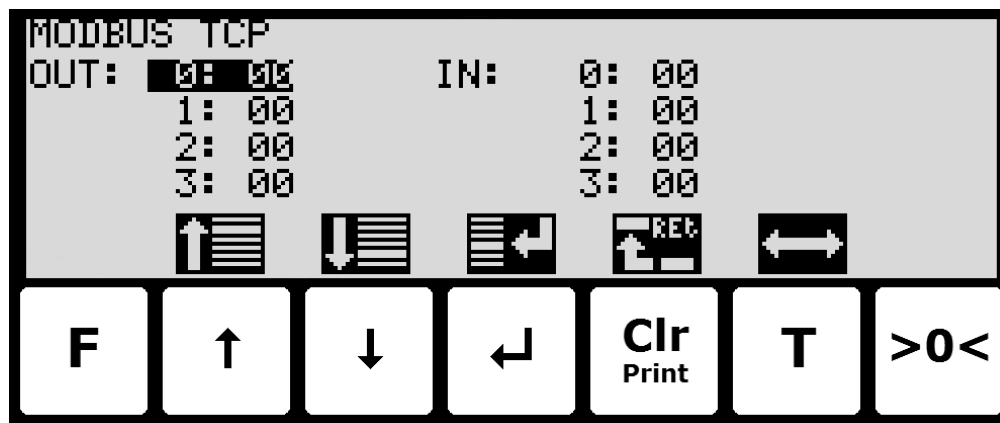 MODBUS TCP
OUT: 0: 00 IN: 0: 00
1: 00 1: 00
2: 00 2: 00
3: 00 3: 00
REt
F ↑ ↓ ↵ Clr T >0<
Print